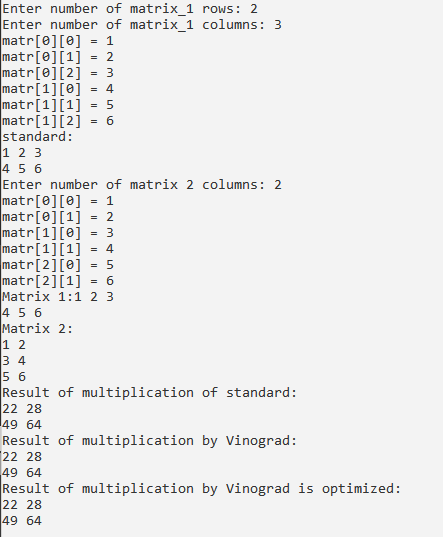 Enter number of matrix_1 rows: 2
Enter number of matrix_1 columns: 3
matr[0][0] = 1
matr[0][1] = 2
matr[0][2] = 3
matr[1][0] = 4
matr[1][1] = 5
matr[1][2] = 6
standard:
1 2 3
4 5 6
Enter number of matrix 2 columns: 2
matr[0][0] = 1
matr[0][1] = 2
matr[1][0] = 3
matr[1][1] = 4
matr[2][0] = 5
matr[2][1] = 6
Matrix 1:1 2 3
4 5 6
Matrix 2:
1 2
3 4
5 6
Result of multiplication of standard:
22 28
49 64
Result of multiplication by Vinograd:
22 28
49 64
Result of multiplication by Vinograd is optimized:
22 28
49 64